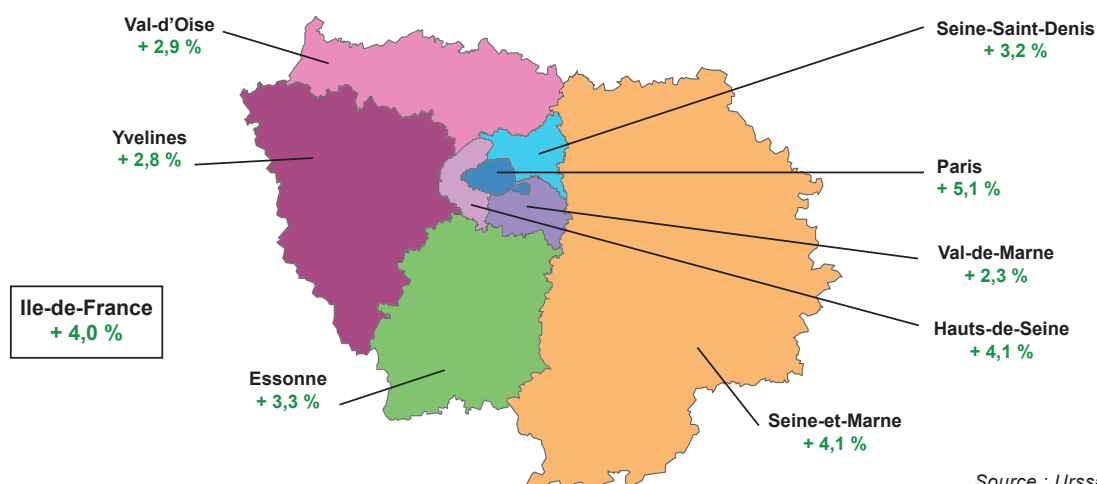 Val-d’Oise
+ 2,9 %
Seine-Saint-Denis
+ 3,2 %
Yvelines
+ 2,8 %
Paris
+ 5,1 %
Val-de-Marne
+ 2,3 %
Ile-de-France
+ 4,0 %
Hauts-de-Seine
+ 4,1 %
Essonne
+ 3,3 %
Seine-et-Marne
+ 4,1 %
Source :